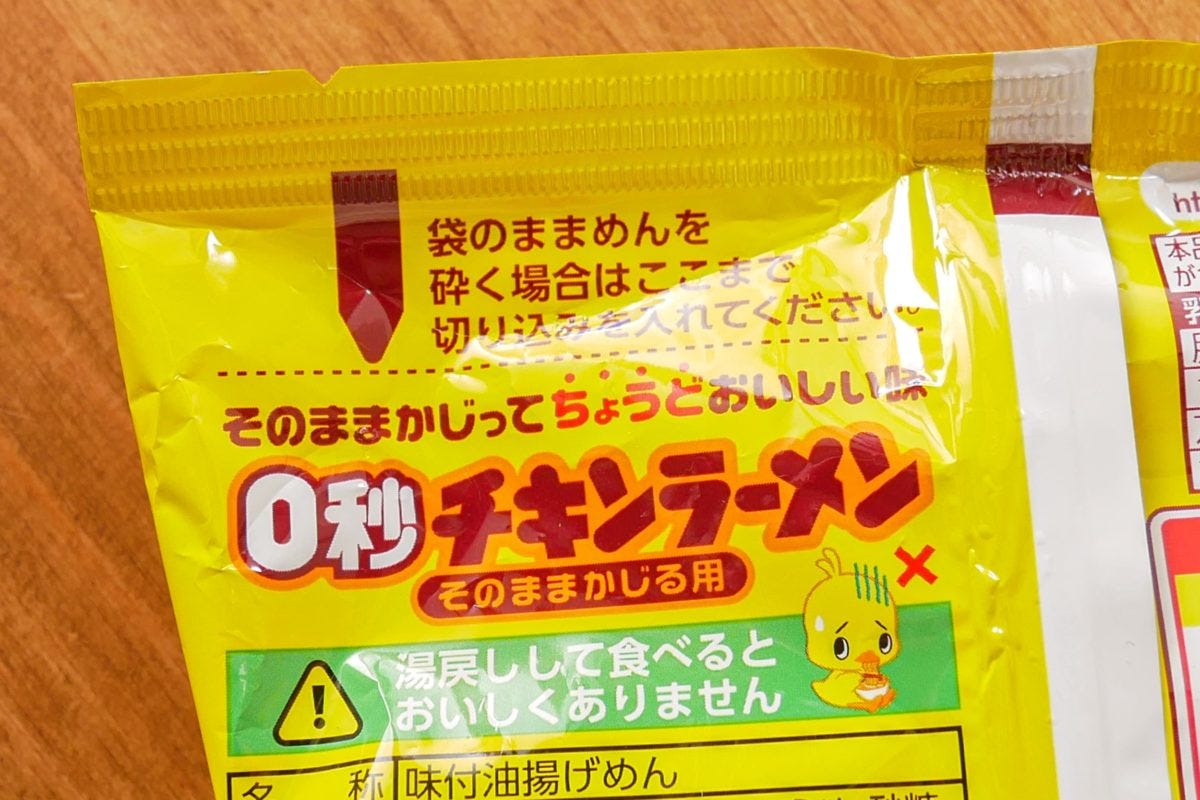 袋のままめんを
砕く場合はここまで
切り込みを入れてください。
そのままかじってちょうどおいしい味
0秒チキンラーメン
そのままかじる用
湯戻しして食べると
おいしくありません
名称 味付油揚げめん
本品
が
乳